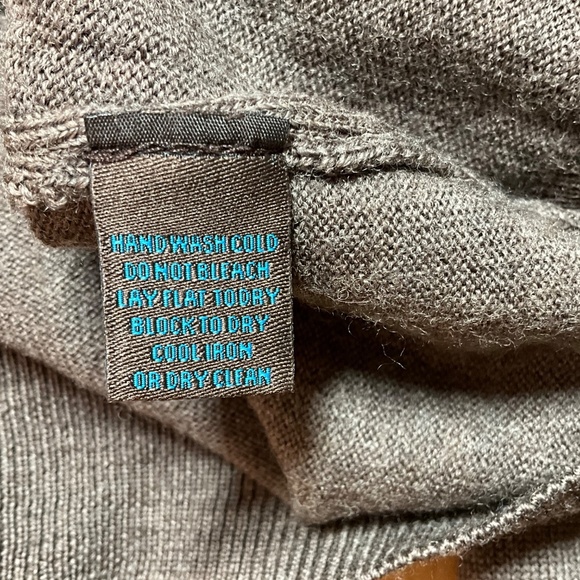 HAND WASH COLD
DO NOT BLEACH
LAY FLAT TO DRY
BLOCK TO DRY
COOL IRON
OR DRY CLEAN